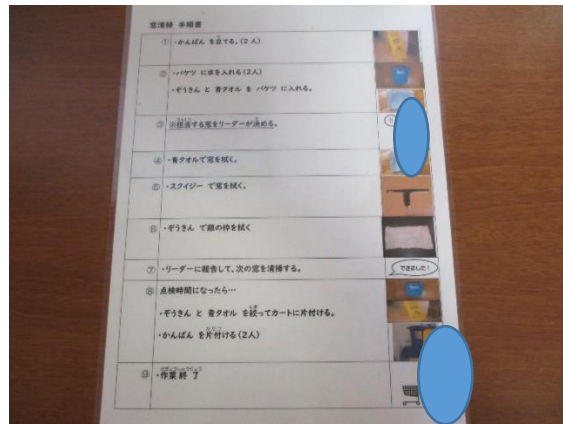 窓清掃 手順書
① ・かんばん を立てる。(2人)
② ・バケツ に水を入れる(2人)
・ぞうきん と 青タオル を バケツ に入れる。
③ ※担当する窓をリーダーが決める。
④ ・青タオルで窓を拭く。
⑤ ・スクイジー で窓を拭く。
⑥ ・ぞうきん で銀の枠を拭く
⑦ ・リーダーに報告して、次の窓を清掃する。
できました!
⑧ 点検時間になったら…
・ぞうきん と 青タオル を絞ってカートに片付ける。
・かんばん を片付ける(2人)
⑨ ・作業終了